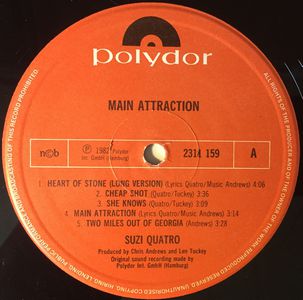 polydor
MAIN ATTRACTION
n©b
℗ 1982 Polydor
Int. GmbH (Hamburg)
2311 159
A
1 HEART OF STONE (LONG VERSION) (Lyrics Quatro/Music Andrews) 4:06
2 CHEAP SHOT (Quatro/Tuckey) 3:36
3 SHE KNOWS (Quatro/Andrews) 3:39
4 MAIN ATTRACTION (Lyrics Quatro/Music Andrews) 3:14
5 TWO MILES OUT OF GEORGIA (Andrews) 3:28
SUZI QUATRO
Produced by Chris Andrews and Len Tuckey
Original sound recording made by
Polydor Int. GmbH (Hamburg)
ALL RIGHTS OF THE PRODUCER AND OF THE OWNER OF THE WORK REPRODUCED RESERVED UNAUTHORISED COPYING, HIRING, LENDING, PUBLIC PERFORMANCE AND BROADCASTING OF THIS RECORD PROHIBITED